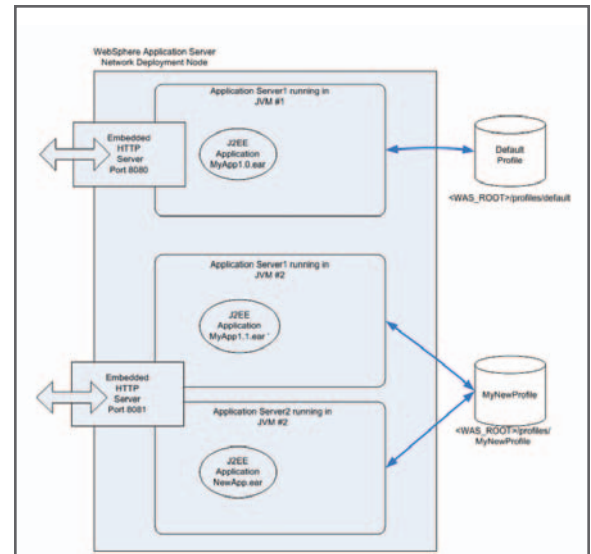 WebSphere Application Server
Network Deployment Node
Application Server1 running in
JVM #1
Embedded
HTTP
Server
Port 8080
J2EE
Application
MyApp1.0.ear
Default
Profile
<WAS_ROOT>/profiles/default
Application Server1 running in
JVM #2
J2EE
Application
MyApp1.1.ear `
Embedded
HTTP
Server
Port 8081
MyNewProfile
<WAS_ROOT>/profiles/
MyNewProfile
Application Server2 running in
JVM #2
J2EE
Application
NewApp.ear